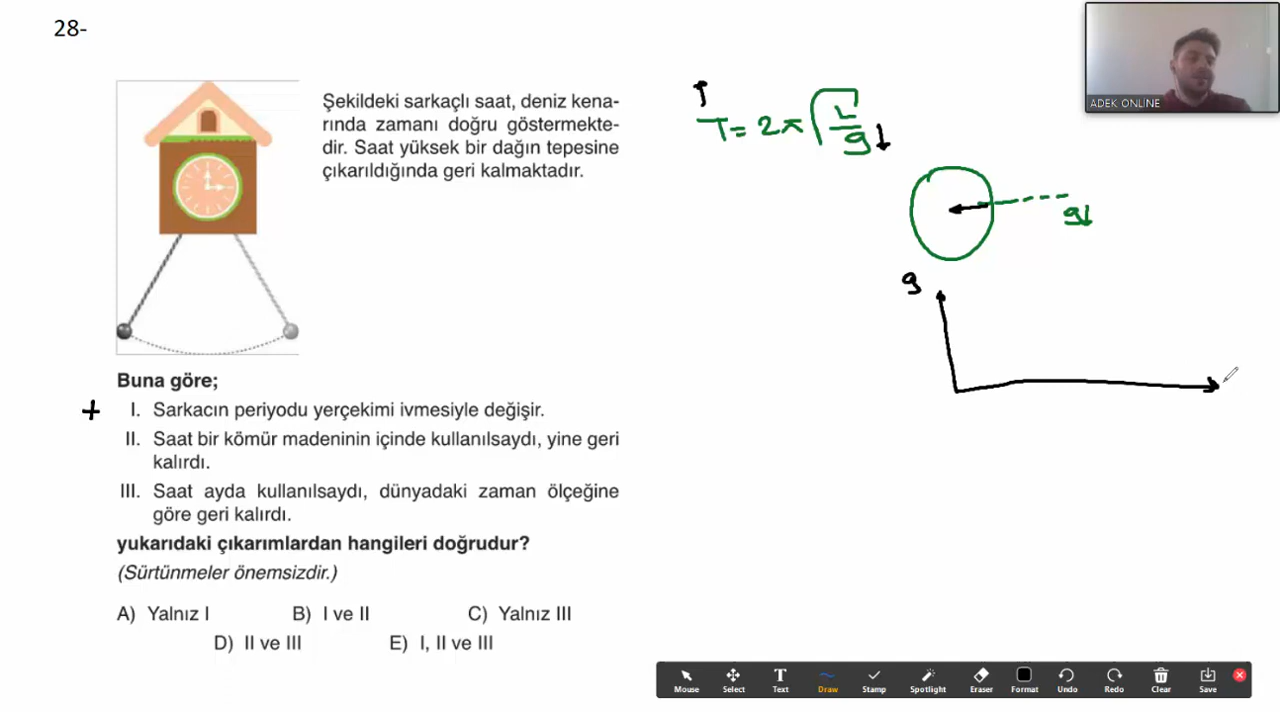 28-
ADEK ONLINE
Şekildeki sarkaçlı saat, deniz kena-
rında zamanı doğru göstermekte-
dir. Saat yüksek bir dağın tepesine
çıkarıldığında geri kalmaktadır.
T = 2π√L/g↓
g↓
g
Buna göre;
+ I. Sarkacın periyodu yerçekimi ivmesiyle değişir.
II. Saat bir kömür madeninin içinde kullanılsaydı, yine geri
kalırdı.
III. Saat ayda kullanılsaydı, dünyadaki zaman ölçeğine
göre geri kalırdı.
yukarıdaki çıkarımlardan hangileri doğrudur?
(Sürtünmeler önemsizdir.)
A) Yalnız I B) I ve II C) Yalnız III
D) II ve III E) I, II ve III
Mouse Select Text Draw Stamp Spotlight Eraser Format Undo Redo Clear Save